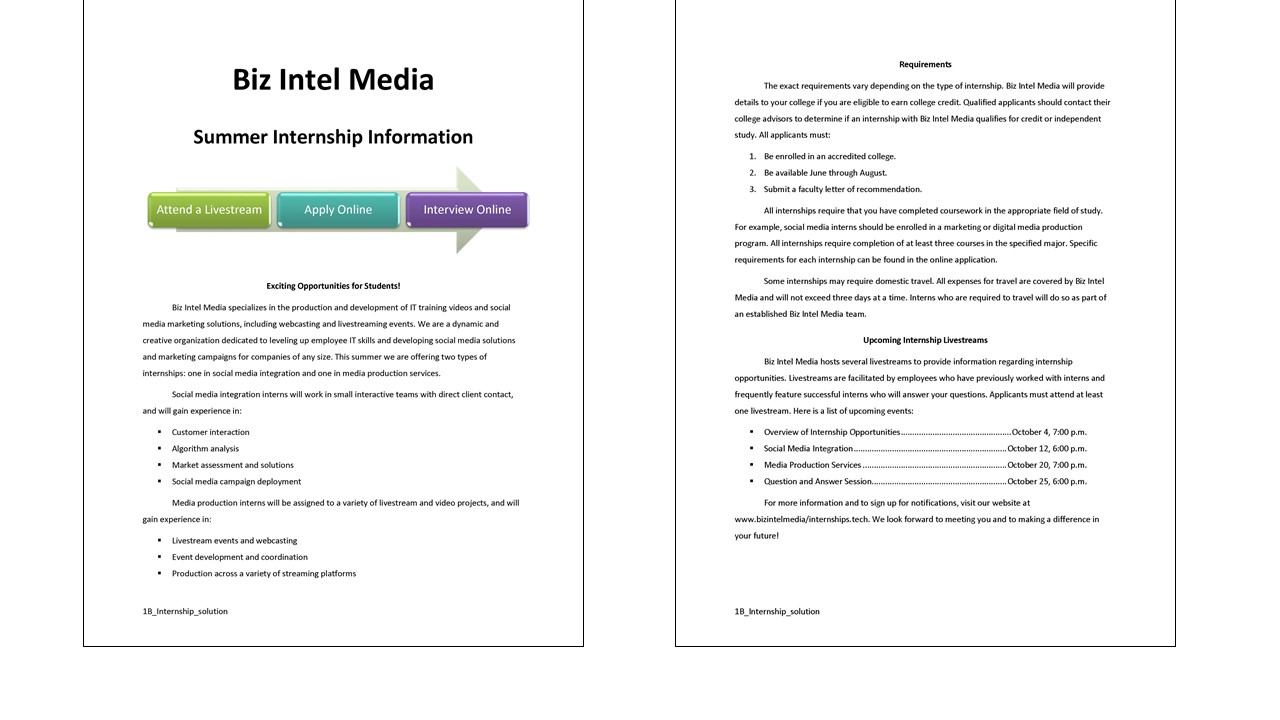 Biz Intel Media
Summer Internship Information
Attend a Livestream
Apply Online
Interview Online
Exciting Opportunities for Students!
Biz Intel Media specializes in the production and development of IT training videos and social
media marketing solutions, including webcasting and livestreaming events. We are a dynamic and
creative organization dedicated to leveling up employee IT skills and developing social media solutions
and marketing campaigns for companies of any size. This summer we are offering two types of
internships: one in social media integration and one in media production services.
Social media integration interns will work in small interactive teams with direct client contact,
and will gain experience in:
▪ Customer interaction
▪ Algorithm analysis
▪ Market assessment and solutions
▪ Social media campaign deployment
Media production interns will be assigned to a variety of livestream and video projects, and will
gain experience in:
▪ Livestream events and webcasting
▪ Event development and coordination
▪ Production across a variety of streaming platforms
1B_Internship_solution
Requirements
The exact requirements vary depending on the type of internship. Biz Intel Media will provide
details to your college if you are eligible to earn college credit. Qualified applicants should contact their
college advisors to determine if an internship with Biz Intel Media qualifies for credit or independent
study. All applicants must:
1. Be enrolled in an accredited college.
2. Be available June through August.
3. Submit a faculty letter of recommendation.
All internships require that you have completed coursework in the appropriate field of study.
For example, social media interns should be enrolled in a marketing or digital media production
program. All internships require completion of at least three courses in the specified major. Specific
requirements for each internship can be found in the online application.
Some internships may require domestic travel. All expenses for travel are covered by Biz Intel
Media and will not exceed three days at a time. Interns who are required to travel will do so as part of
an established Biz Intel Media team.
Upcoming Internship Livestreams
Biz Intel Media hosts several livestreams to provide information regarding internship
opportunities. Livestreams are facilitated by employees who have previously worked with interns and
frequently feature successful interns who will answer your questions. Applicants must attend at least
one livestream. Here is a list of upcoming events:
▪ Overview of Internship Opportunities.................................................October 4, 7:00 p.m.
▪ Social Media Integration....................................................................October 12, 6:00 p.m.
▪ Media Production Services................................................................October 20, 7:00 p.m.
▪ Question and Answer Session............................................................October 25, 6:00 p.m.
For more information and to sign up for notifications, visit our website at
www.bizintelmedia/internships.tech. We look forward to meeting you and to making a difference in
your future!
1B_Internship_solution